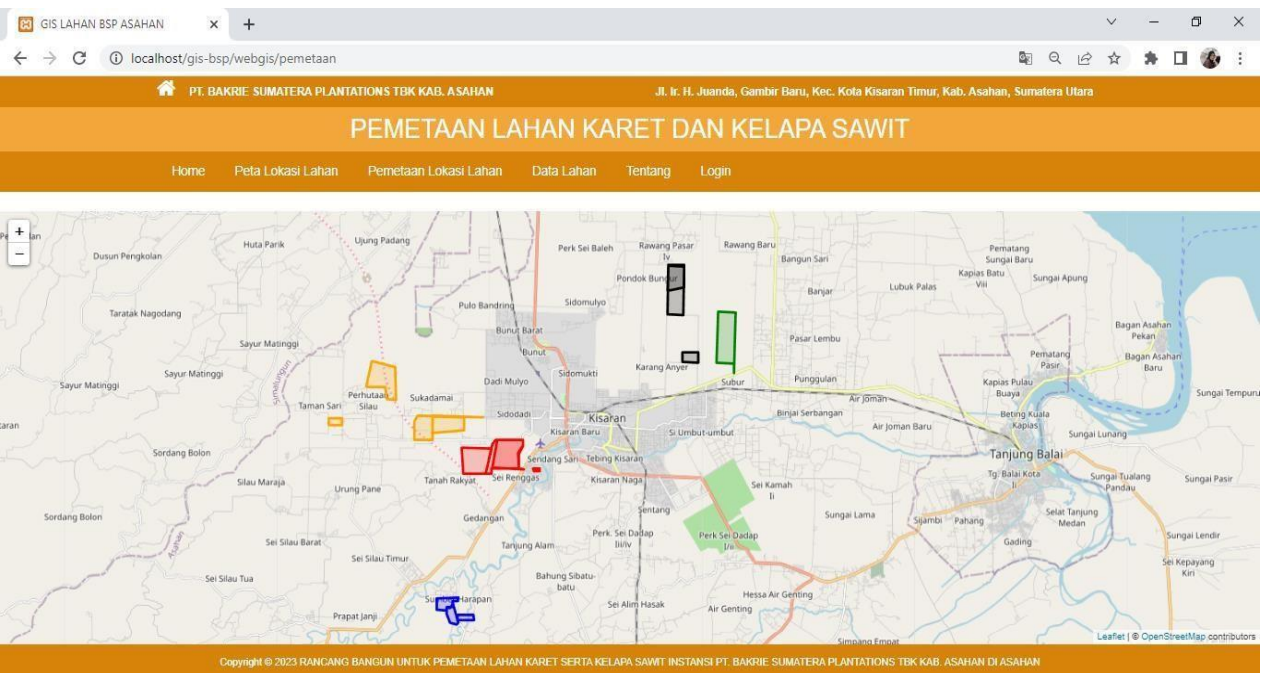 GIS LAHAN BSP ASAHAN
localhost/gis-bsp/webgis/pemetaan
PT. BAKRIE SUMATERA PLANTATIONS TBK KAB. ASAHAN
Jl. Ir. H. Juanda, Gambir Baru, Kec. Kota Kisaran Timur, Kab. Asahan, Sumatera Utara
PEMETAAN LAHAN KARET DAN KELAPA SAWIT
Home Peta Lokasi Lahan Pemetaan Lokasi Lahan Data Lahan Tentang Login
+
−
Dusun Pengkolan
Huta Parik
Ujung Padang
Perk Sei Baleh
Rawang Pasar
Iv
Rawang Baru
Bangun Sari
Pematang
Sungai Baru
Kapias Batu
Viii
Sungai Apung
Pondok Bungur
Banjar
Lubuk Palas
Taratak Nagodang
Pulo Bandring
Sidomulyo
Bunut Barat
Bagan Asahan
Pekan
Sayur Matinggi
Pasar Lembu
Bunut
Pematang
Pasir
Bagan Asahan
Baru
Sayur Matinggi
Sayur Matinggi
Simalungun
Dadi Mulyo
Sidomukti
Karang Anyer
Subur
Punggulan
Kapias Pulau
Buaya
Sungai Tempuru
Perhutaan
Silau
Sukadamai
Taman Sari
Air Joman
Sidodadi
Kisaran
Binjai Serbangan
Beting Kuala
Kapias
Kisaran Baru
Si Umbut-umbut
Air Joman Baru
Sungai Lunang
Sordang Bolon
Sendang Sari
Tebing Kisaran
Tanjung Balai
Silau Maraja
Urung Pane
Tanah Rakyat
Sei Renggas
Kisaran Naga
Sei Kamah
Ii
Tg. Balai Kota
Ii
Sungai Tualang
Pandau
Sungai Pasir
Sordang Bolon
Gedangan
Sentang
Sungai Lama
Sijambi
Pahang
Selat Tanjung
Medan
Asahan
Sei Silau Barat
Tanjung Alam
Perk. Sei Dadap
Iii/Iv
Perk Sei Dadap
I/Ii
Gading
Sungai Lendir
Sei Silau Timur
Sei Silau Tua
Bahung Sibatu-
batu
Sei Kepayang
Kiri
Harapan
Hessa Air Genting
Prapat Janji
Sei Alim Hasak
Air Genting
Simpang Empat
Leaflet | © OpenStreetMap contributors
Copyright © 2023 RANCANG BANGUN UNTUK PEMETAAN LAHAN KARET SERTA KELAPA SAWIT INSTANSI PT. BAKRIE SUMATERA PLANTATIONS TBK KAB. ASAHAN DI ASAHAN